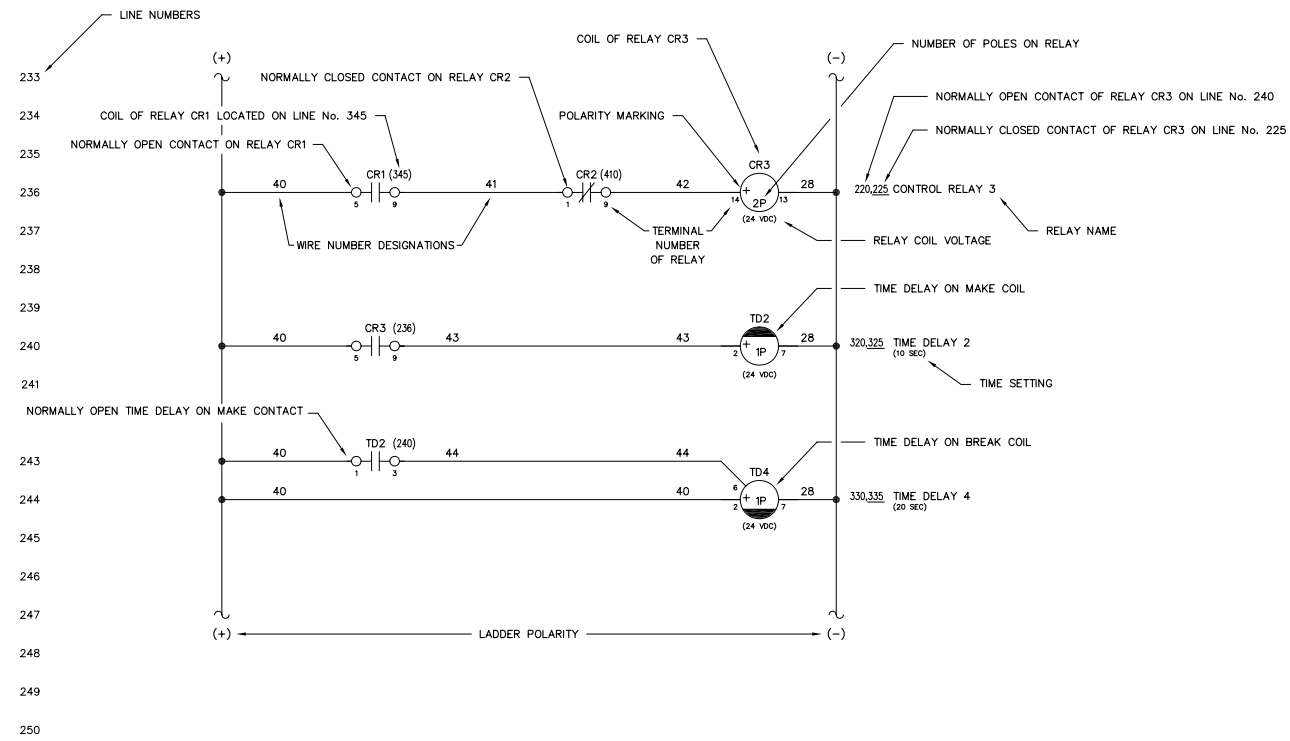 LINE NUMBERS
COIL OF RELAY CR3
NUMBER OF POLES ON RELAY
(+)
(-)
233
NORMALLY CLOSED CONTACT ON RELAY CR2
NORMALLY OPEN CONTACT OF RELAY CR3 ON LINE No. 240
234
COIL OF RELAY CR1 LOCATED ON LINE No. 345
POLARITY MARKING
NORMALLY CLOSED CONTACT OF RELAY CR3 ON LINE No. 225
NORMALLY OPEN CONTACT ON RELAY CR1
235
CR3
CR1 (345)
CR2 (410)
40
41
42
28
236
+
220,225 CONTROL RELAY 3
5
9
1
9
14
2P
13
(24 VDC)
237
WIRE NUMBER DESIGNATIONS
TERMINAL
NUMBER
OF RELAY
RELAY COIL VOLTAGE
RELAY NAME
238
TIME DELAY ON MAKE COIL
239
TD2
CR3 (236)
40
43
43
28
240
+
1P
320,325 TIME DELAY 2
(10 SEC)
5
9
2
7
(24 VDC)
241
TIME SETTING
NORMALLY OPEN TIME DELAY ON MAKE CONTACT
TD2 (240)
TIME DELAY ON BREAK COIL
40
44
44
243
1
3
TD4
6
40
40
28
244
+
1P
330,335 TIME DELAY 4
(20 SEC)
2
7
(24 VDC)
245
246
247
(+)
LADDER POLARITY
(-)
248
249
250